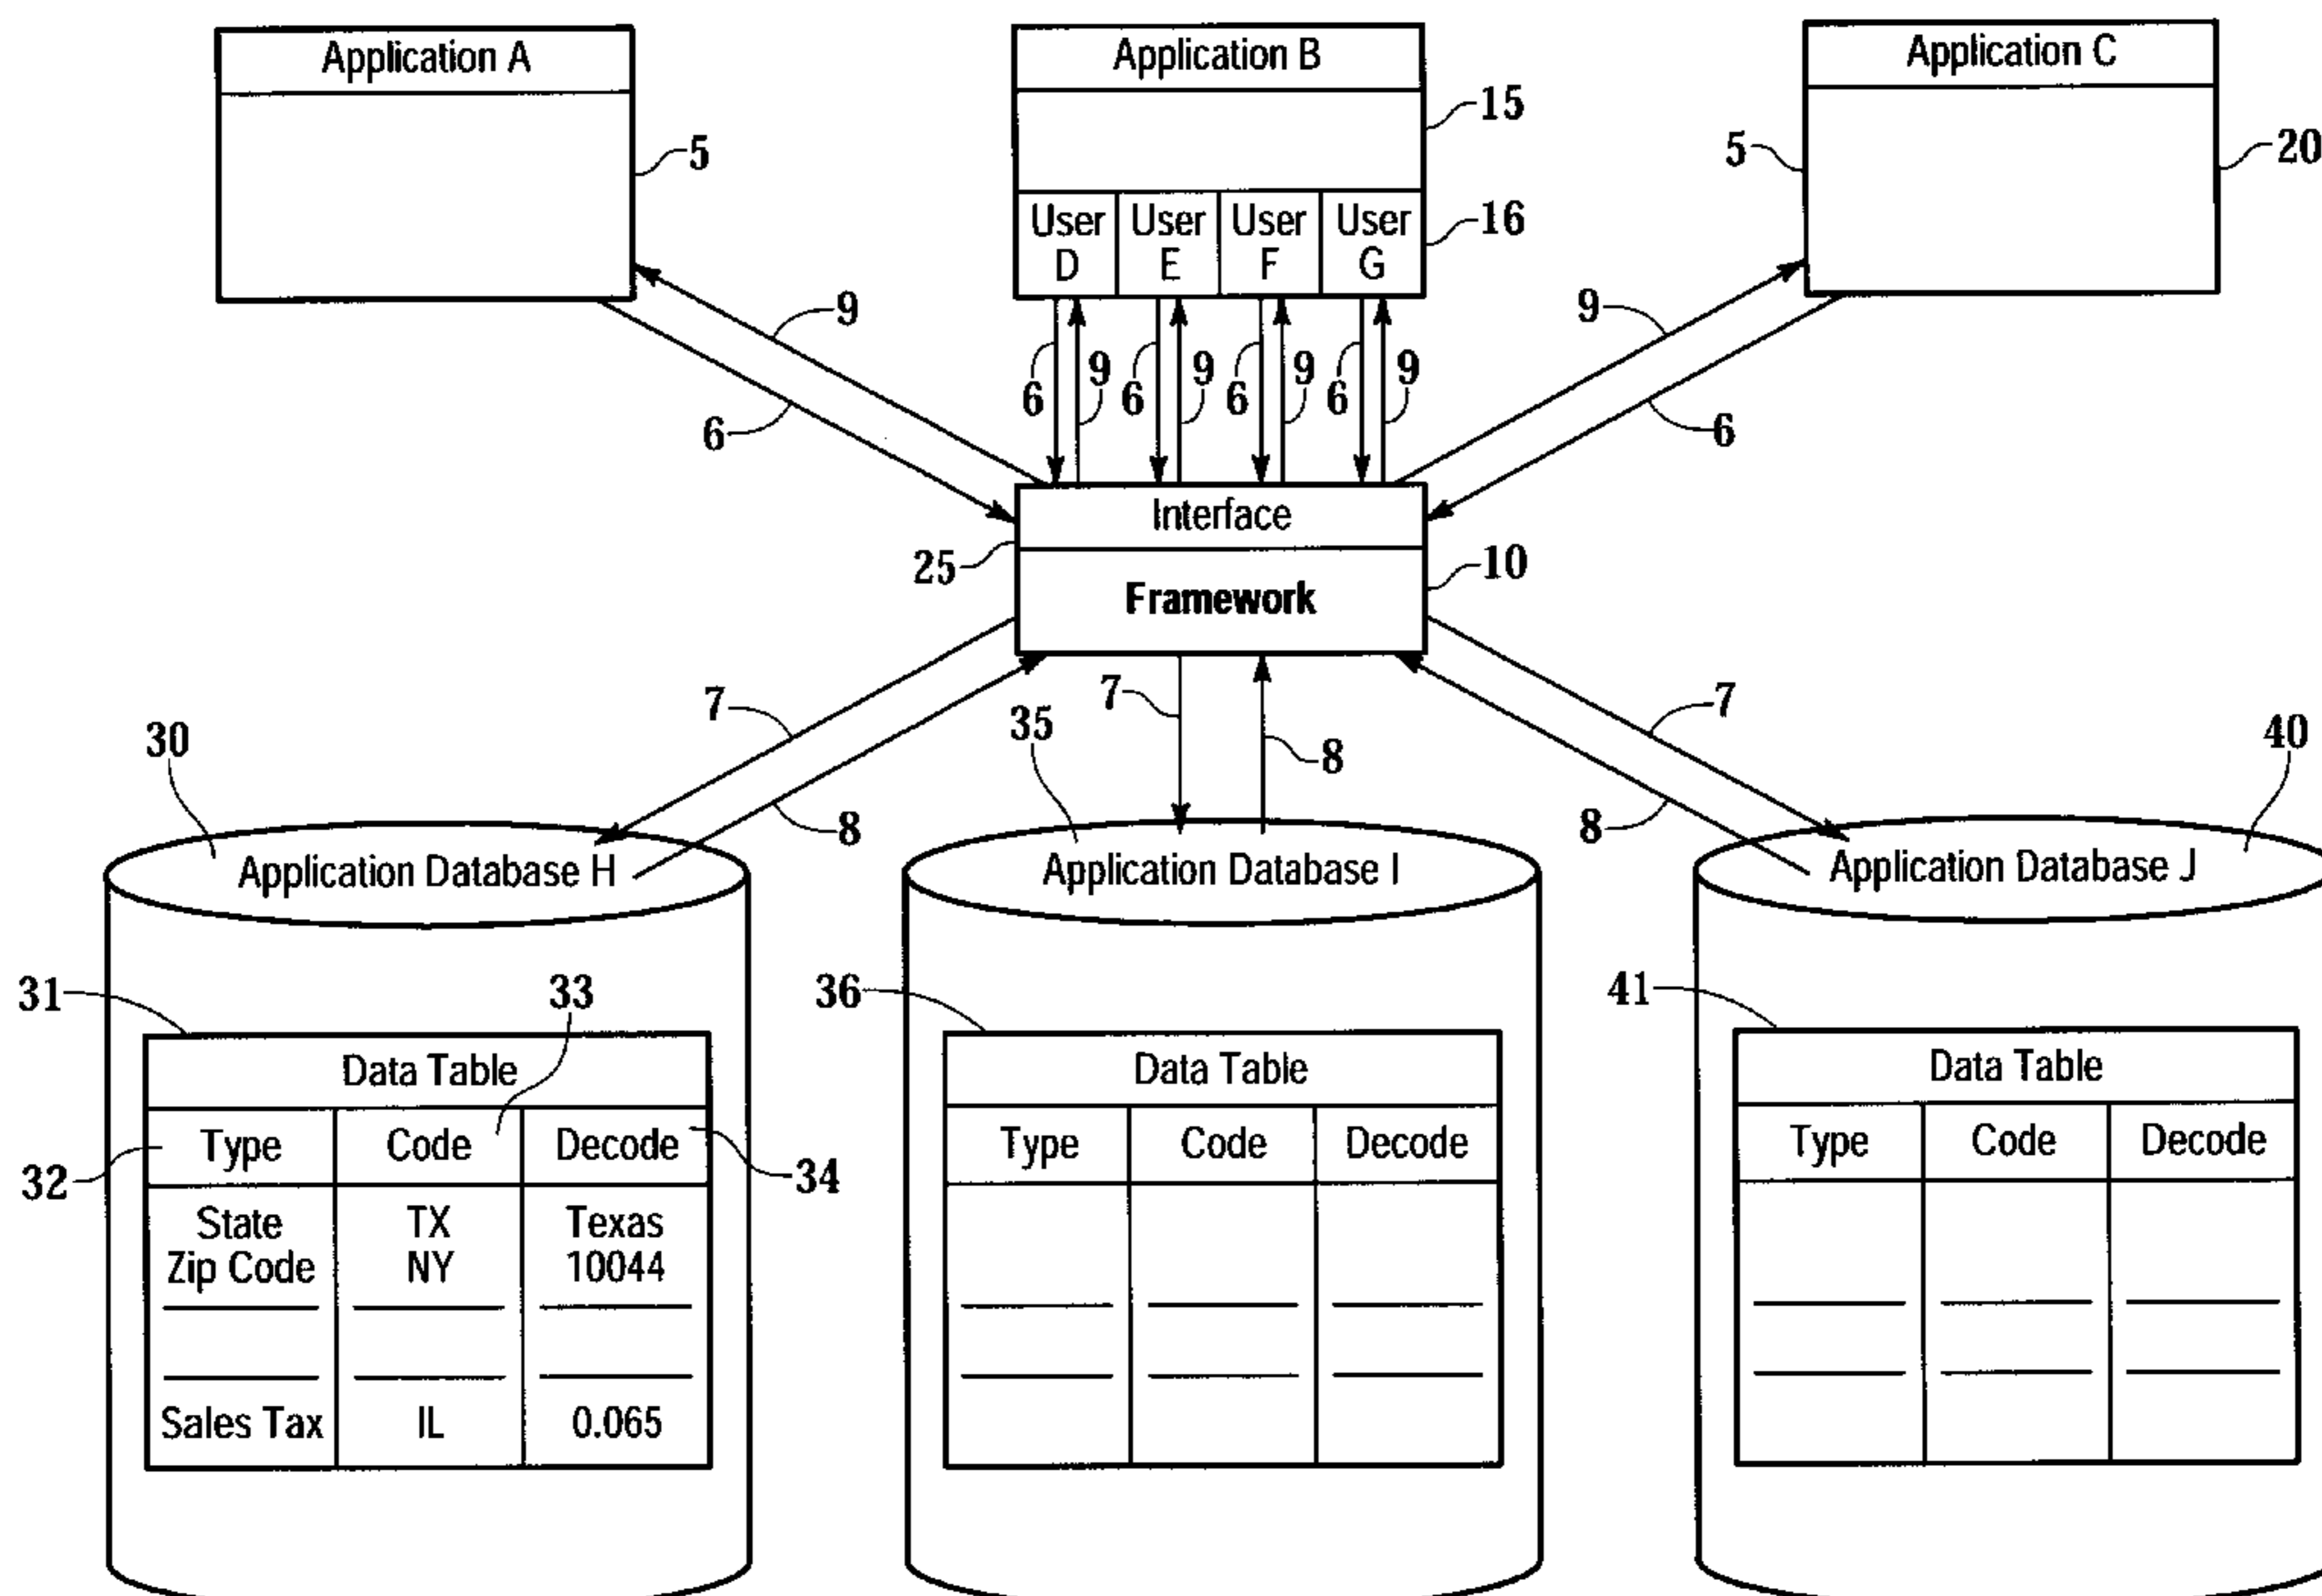 Application A
Application B
Application C
15
5
5
20
User D
User E
User F
User G
16
9
9
6
9
6
9
6
9
6
9
6
6
Interface
25
10
Framework
7
7
7
30
35
40
8
8
8
Application Database H
Application Database I
Application Database J
31
33
36
41
Data Table
Data Table
Data Table
32
Type Code Decode
34
Type Code Decode
Type Code Decode
State TX Texas
Zip Code NY 10044
Sales Tax IL 0.065